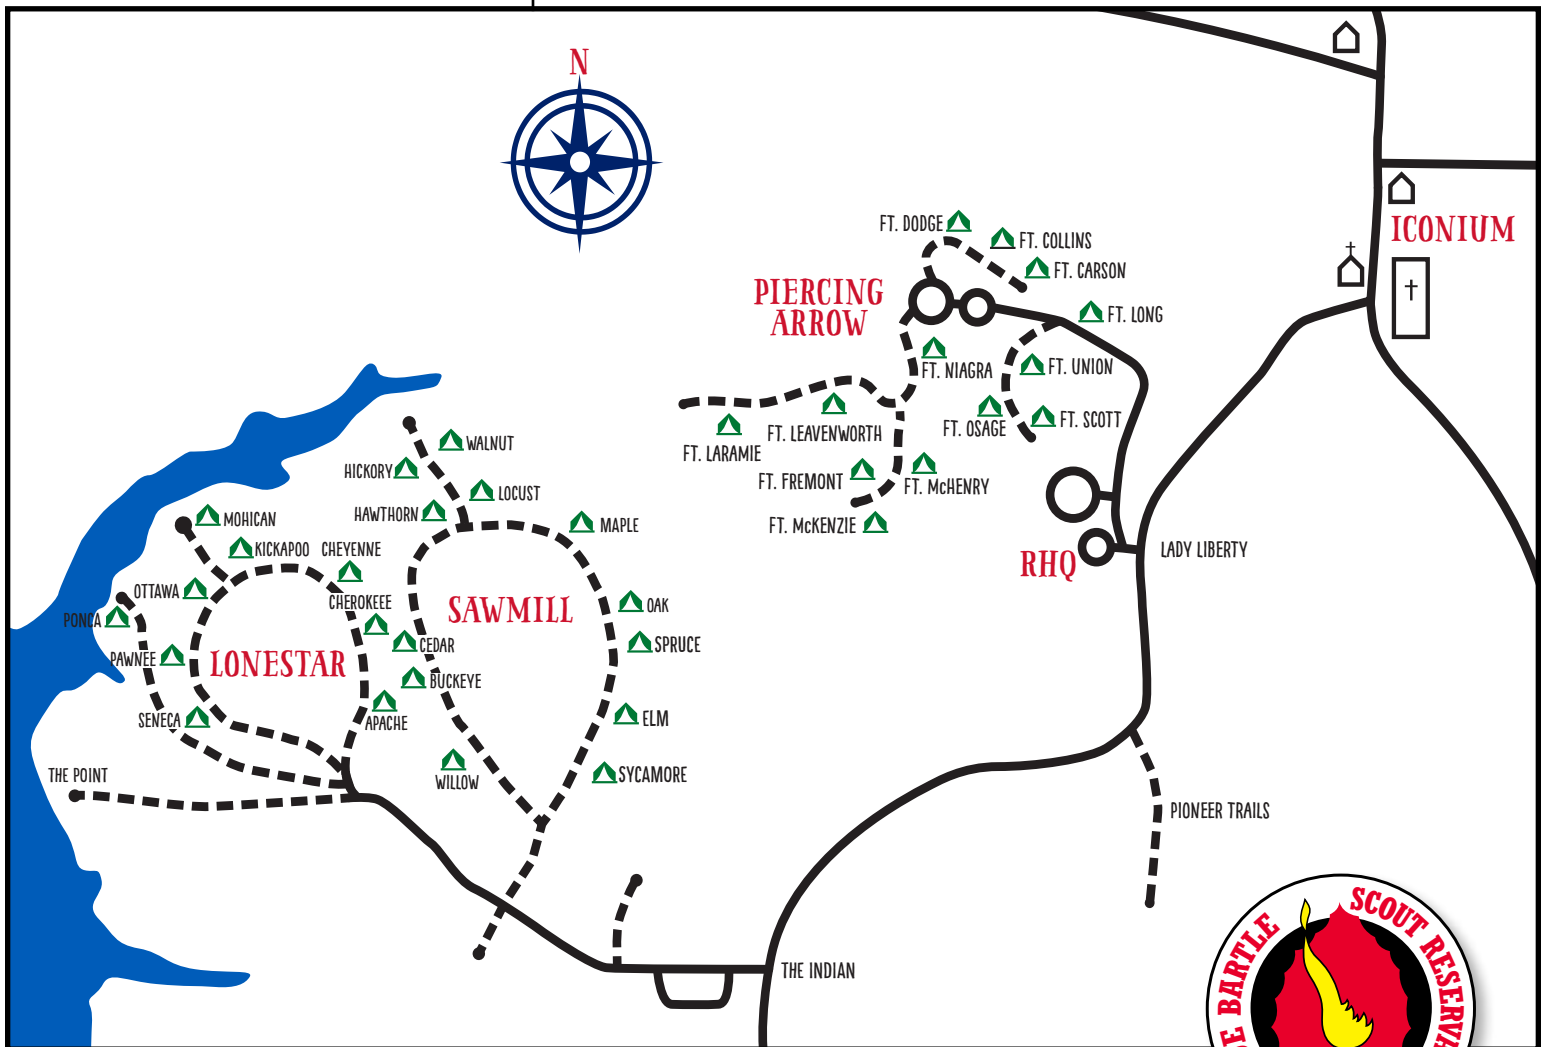 N
ICONIUM
FT. DODGE
FT. COLLINS
FT. CARSON
PIERCING
ARROW
FT. LONG
FT. NIAGRA
FT. UNION
FT. OSAGE
FT. SCOTT
FT. LARAMIE
FT. LEAVENWORTH
FT. FREMONT
FT. McHENRY
FT. McKENZIE
RHQ
LADY LIBERTY
WALNUT
HICKORY
LOCUST
HAWTHORN
MAPLE
MOHICAN
KICKAPOO
CHEYENNE
OTTAWA
CHEROKEEE
PONCA
SAWMILL
OAK
CEDAR
SPRUCE
PAWNEE
LONESTAR
BUCKEYE
SENECA
APACHE
ELM
WILLOW
SYCAMORE
THE POINT
PIONEER TRAILS
THE INDIAN
BARTLE
SCOUT